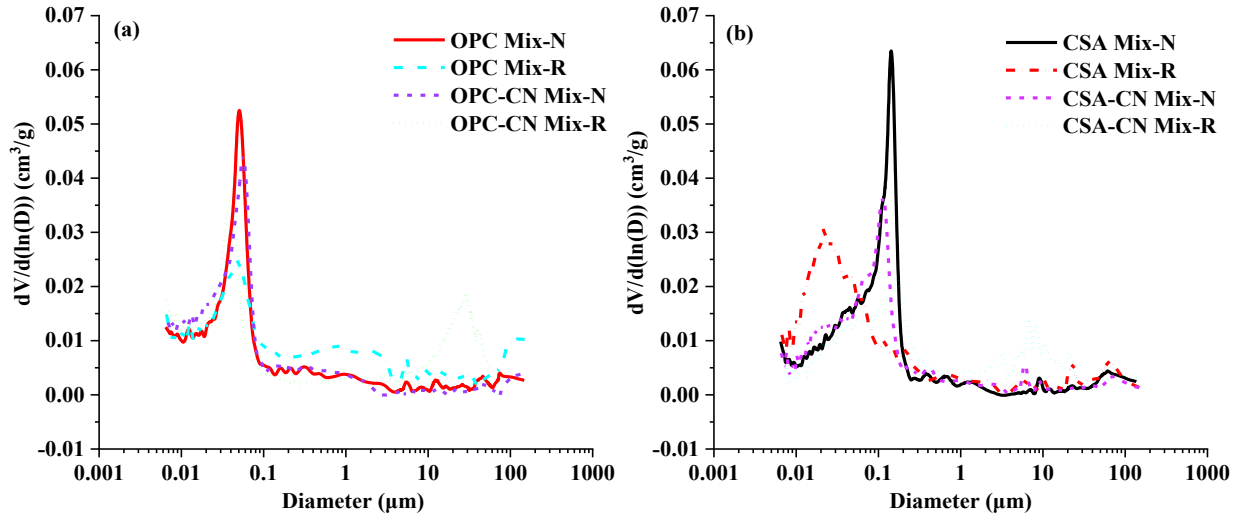 (a)
OPC Mix-N
OPC Mix-R
OPC-CN Mix-N
OPC-CN Mix-R
dV/d(ln(D)) (cm³/g)
0.07
0.06
0.05
0.04
0.03
0.02
0.01
0.00
-0.01
0.001
0.01
0.1
1
10
100
1000
Diameter (μm)
(b)
CSA Mix-N
CSA Mix-R
CSA-CN Mix-N
CSA-CN Mix-R
dV/d(ln(D)) (cm³/g)
0.07
0.06
0.05
0.04
0.03
0.02
0.01
0.00
-0.01
0.001
0.01
0.1
1
10
100
1000
Diameter (μm)